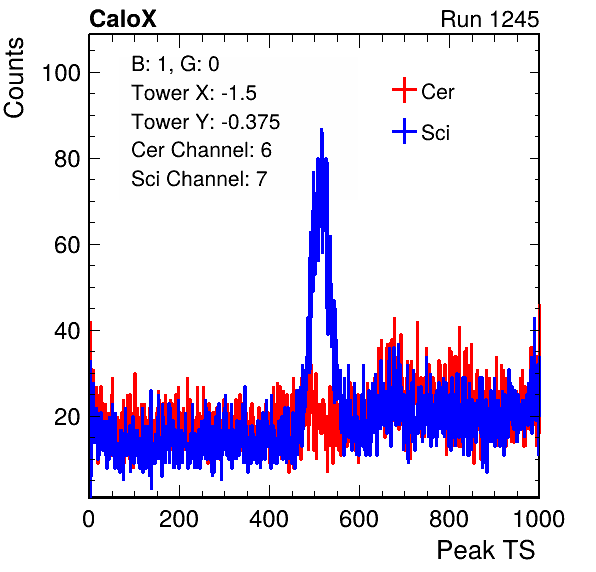 CaloX Run 1245
Counts
B: 1, G: 0
Tower X: -1.5
Tower Y: -0.375
Cer Channel: 6
Sci Channel: 7
Cer
Sci
100
80
60
40
20
0 200 400 600 800 1000
Peak TS